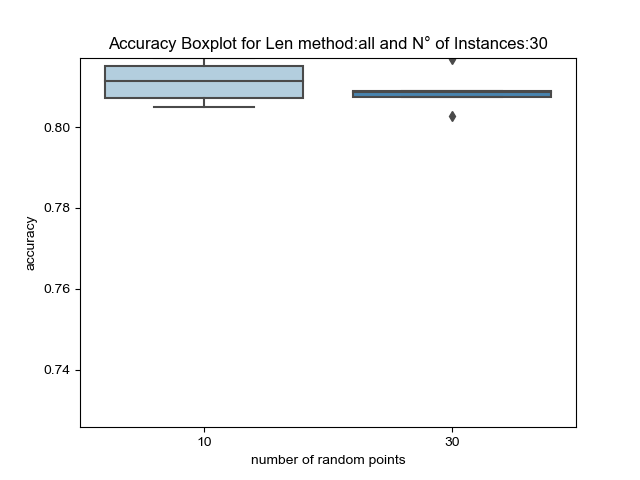 Accuracy Boxplot for Len method:all and N° of Instances:30
accuracy
0.80
0.78
0.76
0.74
10
30
number of random points